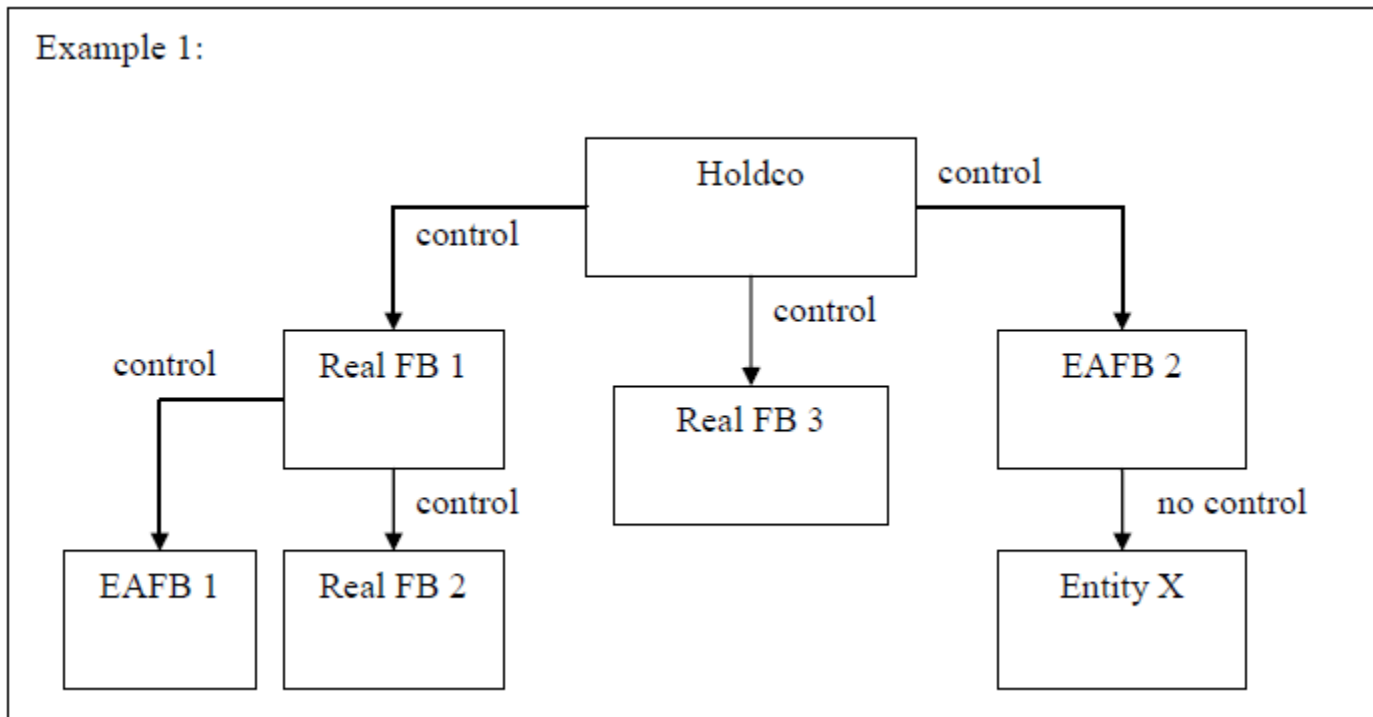 Example 1:
Holdco
control
control
control
control
Real FB 1
EAFB 2
Real FB 3
control
no control
EAFB 1
Real FB 2
Entity X